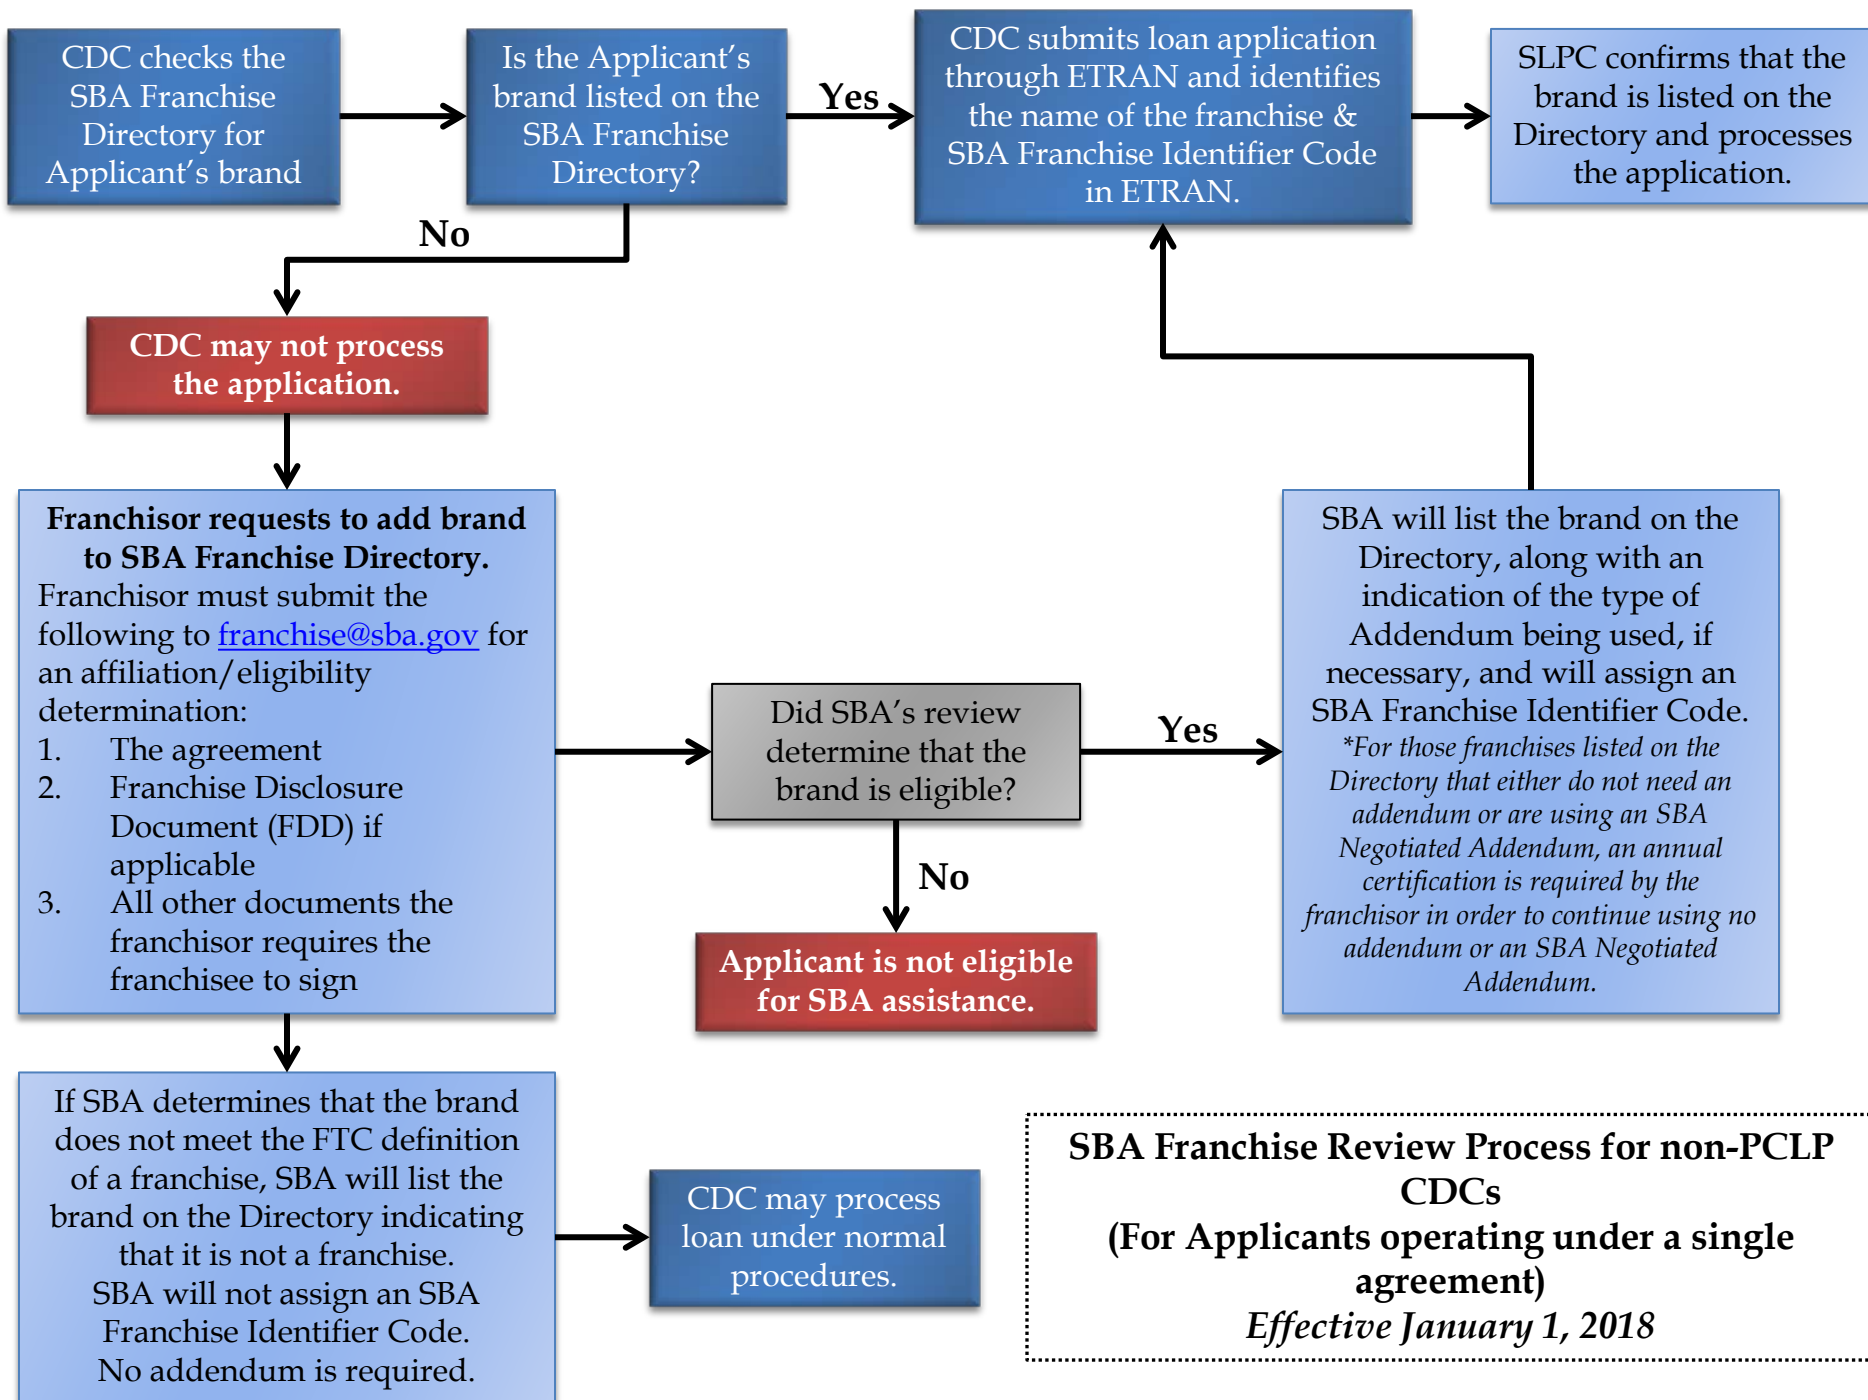 CDC checks the
SBA Franchise
Directory for
Applicant's brand
Is the Applicant's
brand listed on the
SBA Franchise
Directory?
Yes
CDC submits loan application
through ETRAN and identifies
the name of the franchise &
SBA Franchise Identifier Code
in ETRAN.
SLPC confirms that the
brand is listed on the
Directory and processes
the application.
No
CDC may not process
the application.
Franchisor requests to add brand
to SBA Franchise Directory.
Franchisor must submit the
following to franchise@sba.gov for
an affiliation/eligibility
determination:
1. The agreement
2. Franchise Disclosure
Document (FDD) if
applicable
3. All other documents the
franchisor requires the
franchisee to sign
Did SBA's review
determine that the
brand is eligible?
Yes
No
Applicant is not eligible
for SBA assistance.
SBA will list the brand on the
Directory, along with an
indication of the type of
Addendum being used, if
necessary, and will assign an
SBA Franchise Identifier Code.
*For those franchises listed on the
Directory that either do not need an
addendum or are using an SBA
Negotiated Addendum, an annual
certification is required by the
franchisor in order to continue using no
addendum or an SBA Negotiated
Addendum.
If SBA determines that the brand
does not meet the FTC definition
of a franchise, SBA will list the
brand on the Directory indicating
that it is not a franchise.
SBA will not assign an SBA
Franchise Identifier Code.
No addendum is required.
CDC may process
loan under normal
procedures.
SBA Franchise Review Process for non-PCLP
CDCs
(For Applicants operating under a single
agreement)
Effective January 1, 2018